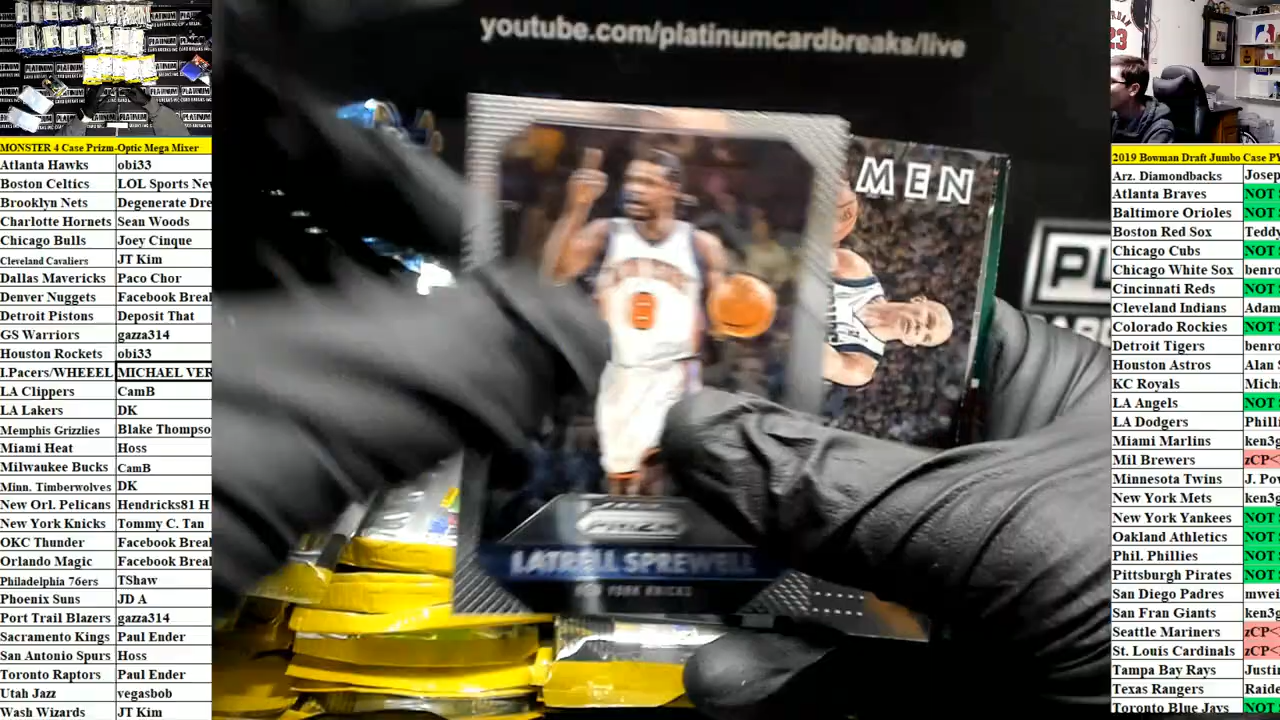 youtube.com/platinumcardbreaks/live
MEN
PRIZM
LATRELL SPREWELL
NEW YORK KNICKS
MONSTER 4 Case Prizm-Optic Mega Mixer
Atlanta Hawks obi33
Boston Celtics LOL Sports Nev
Brooklyn Nets Degenerate Dre
Charlotte Hornets Sean Woods
Chicago Bulls Joey Cinque
Cleveland Cavaliers JT Kim
Dallas Mavericks Paco Chor
Denver Nuggets Facebook Break
Detroit Pistons Deposit That
GS Warriors gazza314
Houston Rockets obi33
I.Pacers/WHEEEL MICHAEL VER
LA Clippers CamB
LA Lakers DK
Memphis Grizzlies Blake Thompso
Miami Heat Hoss
Milwaukee Bucks CamB
Minn. Timberwolves DK
New Orl. Pelicans Hendricks81 H
New York Knicks Tommy C. Tan
OKC Thunder Facebook Break
Orlando Magic Facebook Break
Philadelphia 76ers TShaw
Phoenix Suns JD A
Port Trail Blazers gazza314
Sacramento Kings Paul Ender
San Antonio Spurs Hoss
Toronto Raptors Paul Ender
Utah Jazz vegasbob
Wash Wizards JT Kim
23
2019 Bowman Draft Jumbo Case PY
Arz. Diamondbacks Josep
Atlanta Braves NOT
Baltimore Orioles NOT
Boston Red Sox Teddy
Chicago Cubs NOT
Chicago White Sox benro
Cincinnati Reds NOT
Cleveland Indians Adam
Colorado Rockies NOT
Detroit Tigers benro
Houston Astros Alan S
KC Royals Mich
LA Angels NOT
LA Dodgers Philli
Miami Marlins ken3g
Mil Brewers zCP<
Minnesota Twins J. Pov
New York Mets ken3g
New York Yankees NOT
Oakland Athletics NOT
Phil. Phillies NOT
Pittsburgh Pirates NOT
San Diego Padres mwei
San Fran Giants ken3g
Seattle Mariners zCP<
St. Louis Cardinals zCP<
Tampa Bay Rays Justin
Texas Rangers Raide
Toronto Blue Jays NOT